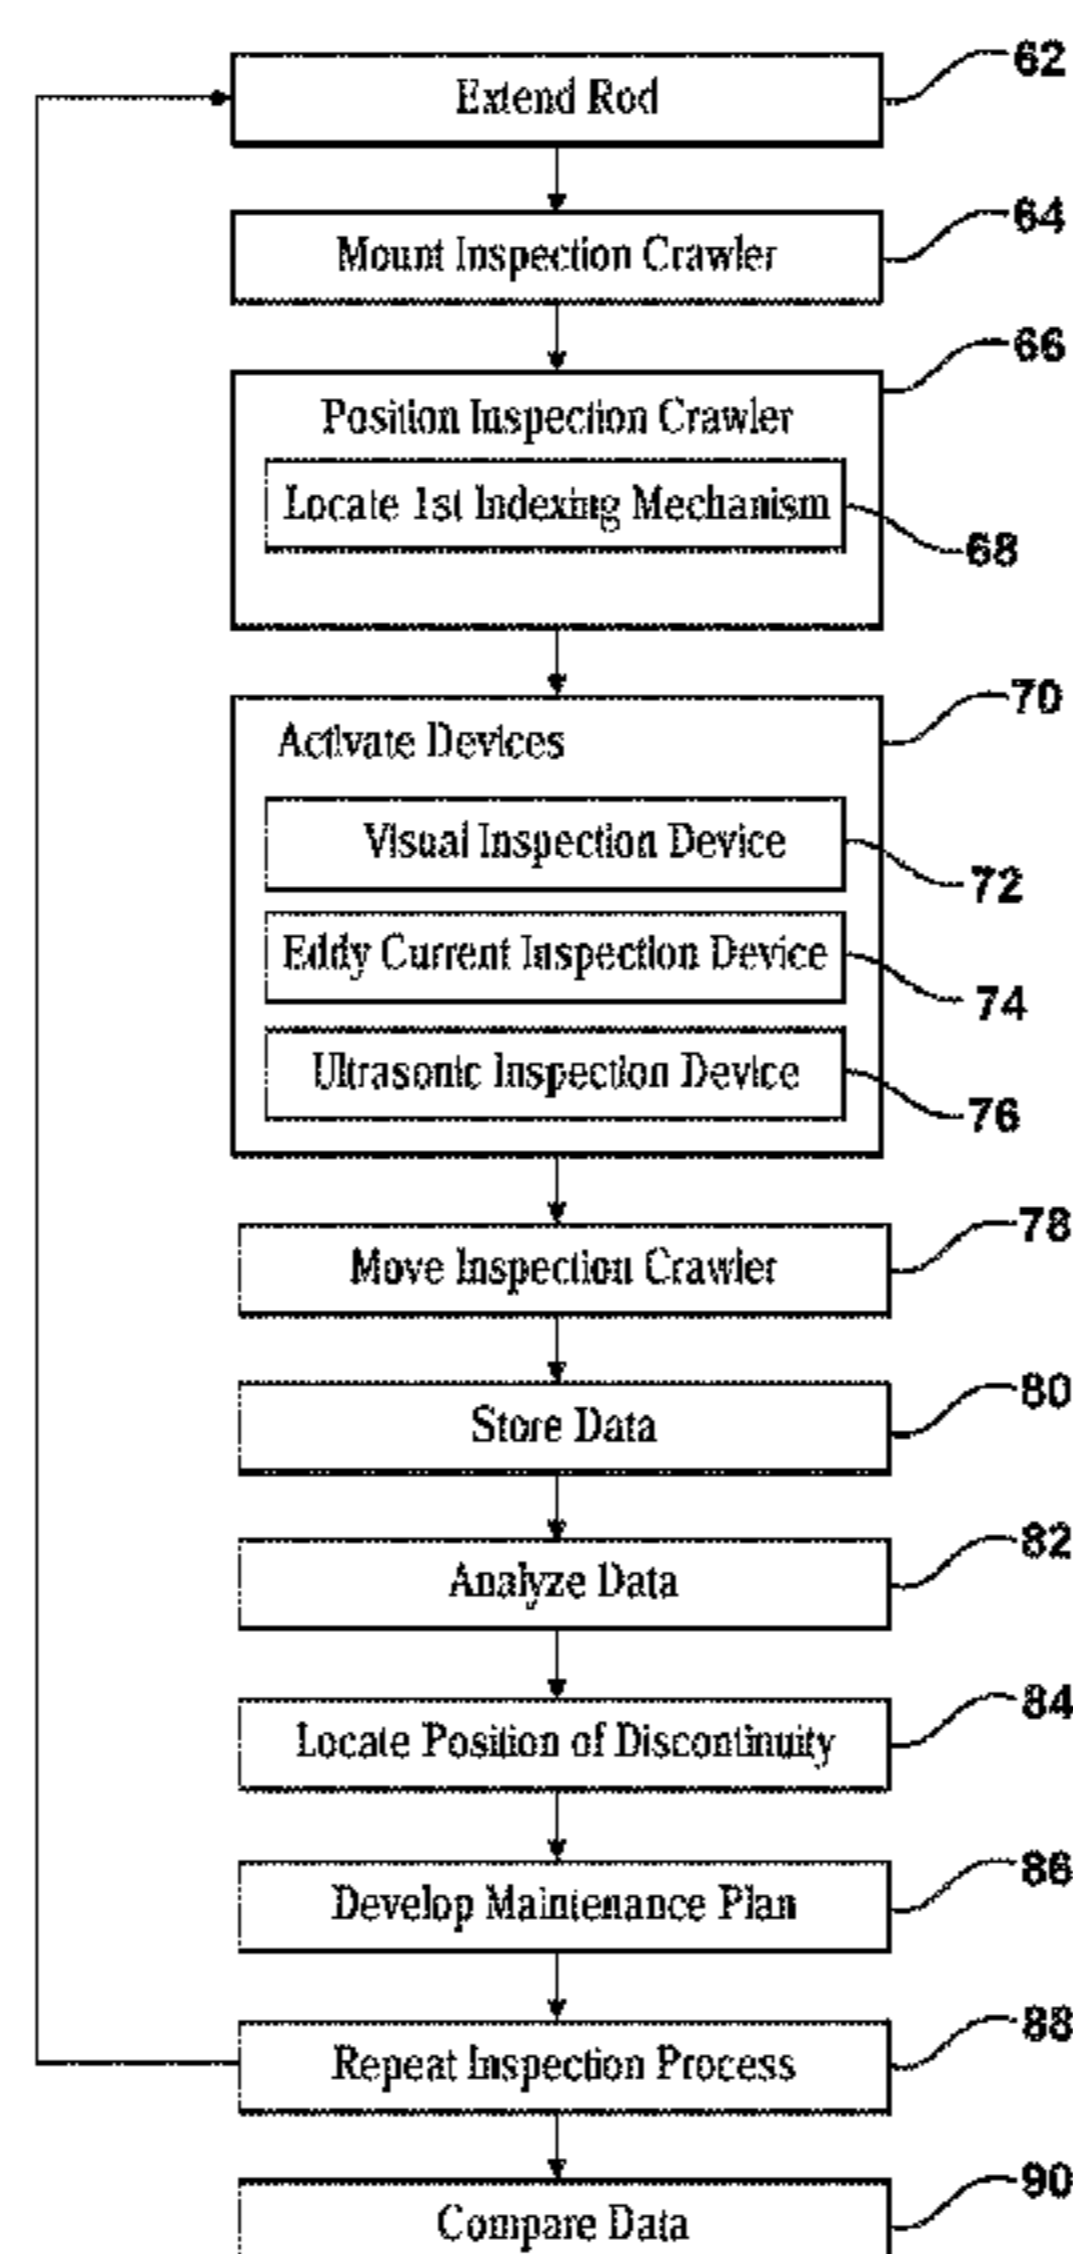 Extend Rod
62
Mount Inspection Crawler
64
Position Inspection Crawler
66
Locate 1st Indexing Mechanism
68
Activate Devices
70
Visual Inspection Device
72
Eddy Current Inspection Device
74
Ultrasonic Inspection Device
76
Move Inspection Crawler
78
Store Data
80
Analyze Data
82
Locate Position of Discontinuity
84
Develop Maintenance Plan
86
Repeat Inspection Process
88
Compare Data
90